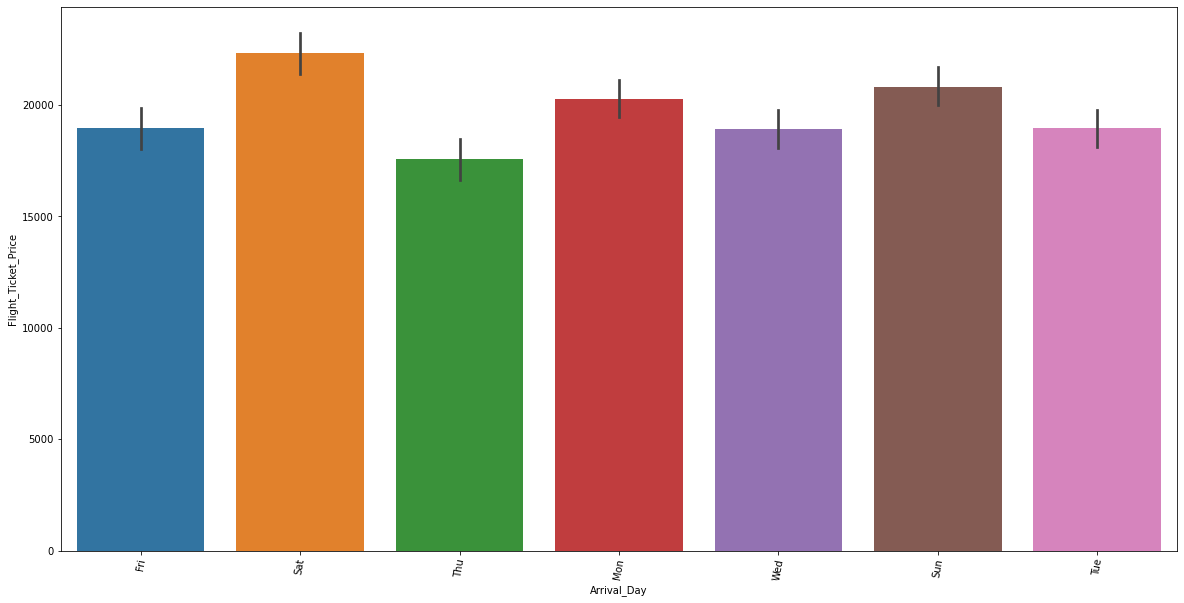 Flight_Ticket_Price
20000
15000
10000
5000
0
Fri
Sat
Thu
Mon
Wed
Sun
Tue
Arrival_Day